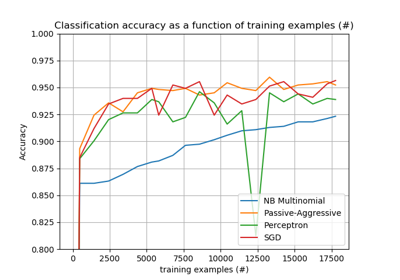 Classification accuracy as a function of training examples (#)
1.000
0.975
0.950
0.925
0.900
0.875
0.850
0.825
0.800
Accuracy
NB Multinomial
Passive-Aggressive
Perceptron
SGD
0 2500 5000 7500 10000 12500 15000 17500
training examples (#)